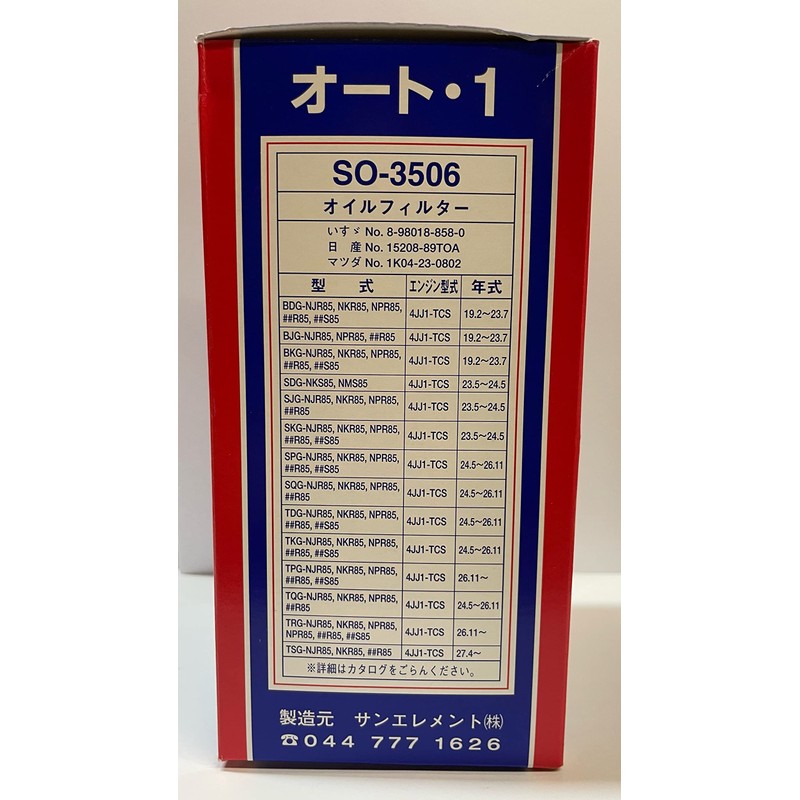 オート・1
SO-3506
オイルフィルター
いすゞ No. 8-98018-858-0
日 産 No. 15208-89TOA
マツダ No. 1K04-23-0802
型 式 エンジン型式 年式
BDG-NJR85, NKR85, NPR85, ##R85, ##S85 4JJ1-TCS 19.2〜23.7
BJG-NJR85, NPR85, ##R85 4JJ1-TCS 19.2〜23.7
BKG-NJR85, NKR85, NPR85, ##R85, ##S85 4JJ1-TCS 19.2〜23.7
SDG-NKS85, NMS85 4JJ1-TCS 23.5〜24.5
SJG-NJR85, NKR85, NPR85, ##R85 4JJ1-TCS 23.5〜24.5
SKG-NJR85, NKR85, NPR85, ##R85, ##S85 4JJ1-TCS 23.5〜24.5
SPG-NJR85, NKR85, NPR85, ##R85, ##S85 4JJ1-TCS 24.5〜26.11
SQG-NJR85, NKR85, NPR85, ##R85 4JJ1-TCS 24.5〜26.11
TDG-NJR85, NKR85, NPR85, ##R85, ##S85 4JJ1-TCS 24.5〜26.11
TKG-NJR85, NKR85, NPR85, ##R85, ##S85 4JJ1-TCS 24.5〜26.11
TPG-NJR85, NKR85, NPR85, ##R85, ##S85 4JJ1-TCS 26.11〜
TQG-NJR85, NKR85, NPR85, ##R85 4JJ1-TCS 24.5〜26.11
TRG-NJR85, NKR85, NPR85, NPR85, ##R85, ##S85 4JJ1-TCS 26.11〜
TSG-NJR85, NKR85, ##R85 4JJ1-TCS 27.4〜
※詳細はカタログをごらんください。
製造元 サンエレメント㈱
☎044 777 1626